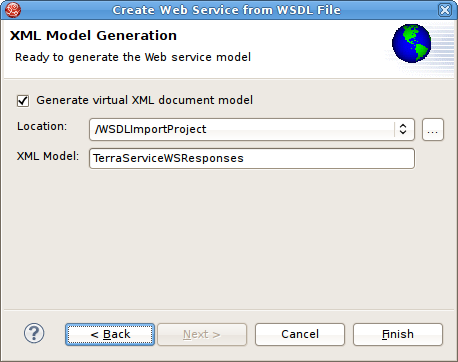 Create Web Service from WSDL File
XML Model Generation
Ready to generate the Web service model
Generate virtual XML document model
Location: /WSDLImportProject ...
XML Model: TerraServiceWSResponses
? < Back Next > Cancel Finish